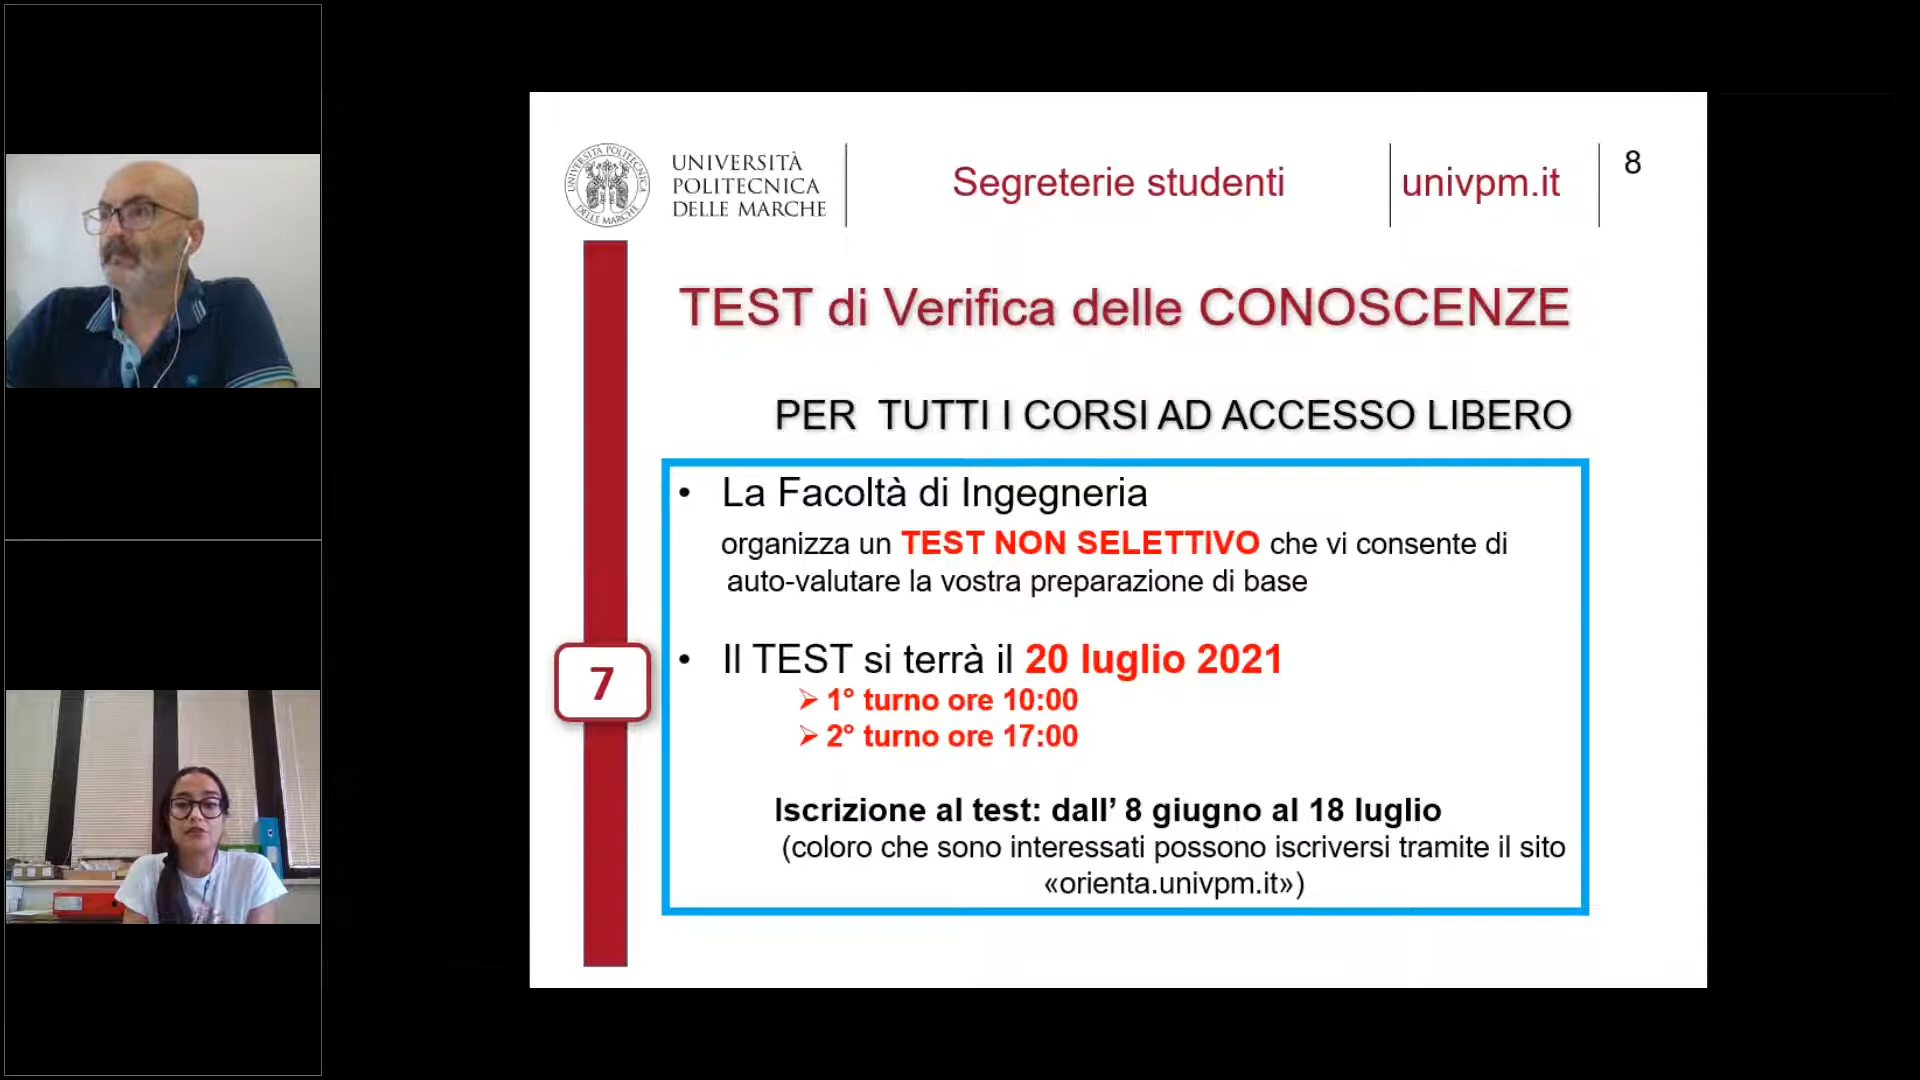 UNIVERSITÀ POLITECNICA
DELLE MARCHE
UNIVERSITÀ
POLITECNICA
DELLE MARCHE
Segreterie studenti
univpm.it
8
TEST di Verifica delle CONOSCENZE
PER TUTTI I CORSI AD ACCESSO LIBERO
• La Facoltà di Ingegneria
organizza un TEST NON SELETTIVO che vi consente di
auto-valutare la vostra preparazione di base
7
• Il TEST si terrà il 20 luglio 2021
➢ 1° turno ore 10:00
➢ 2° turno ore 17:00
Iscrizione al test: dall’ 8 giugno al 18 luglio
(coloro che sono interessati possono iscriversi tramite il sito
«orienta.univpm.it»)